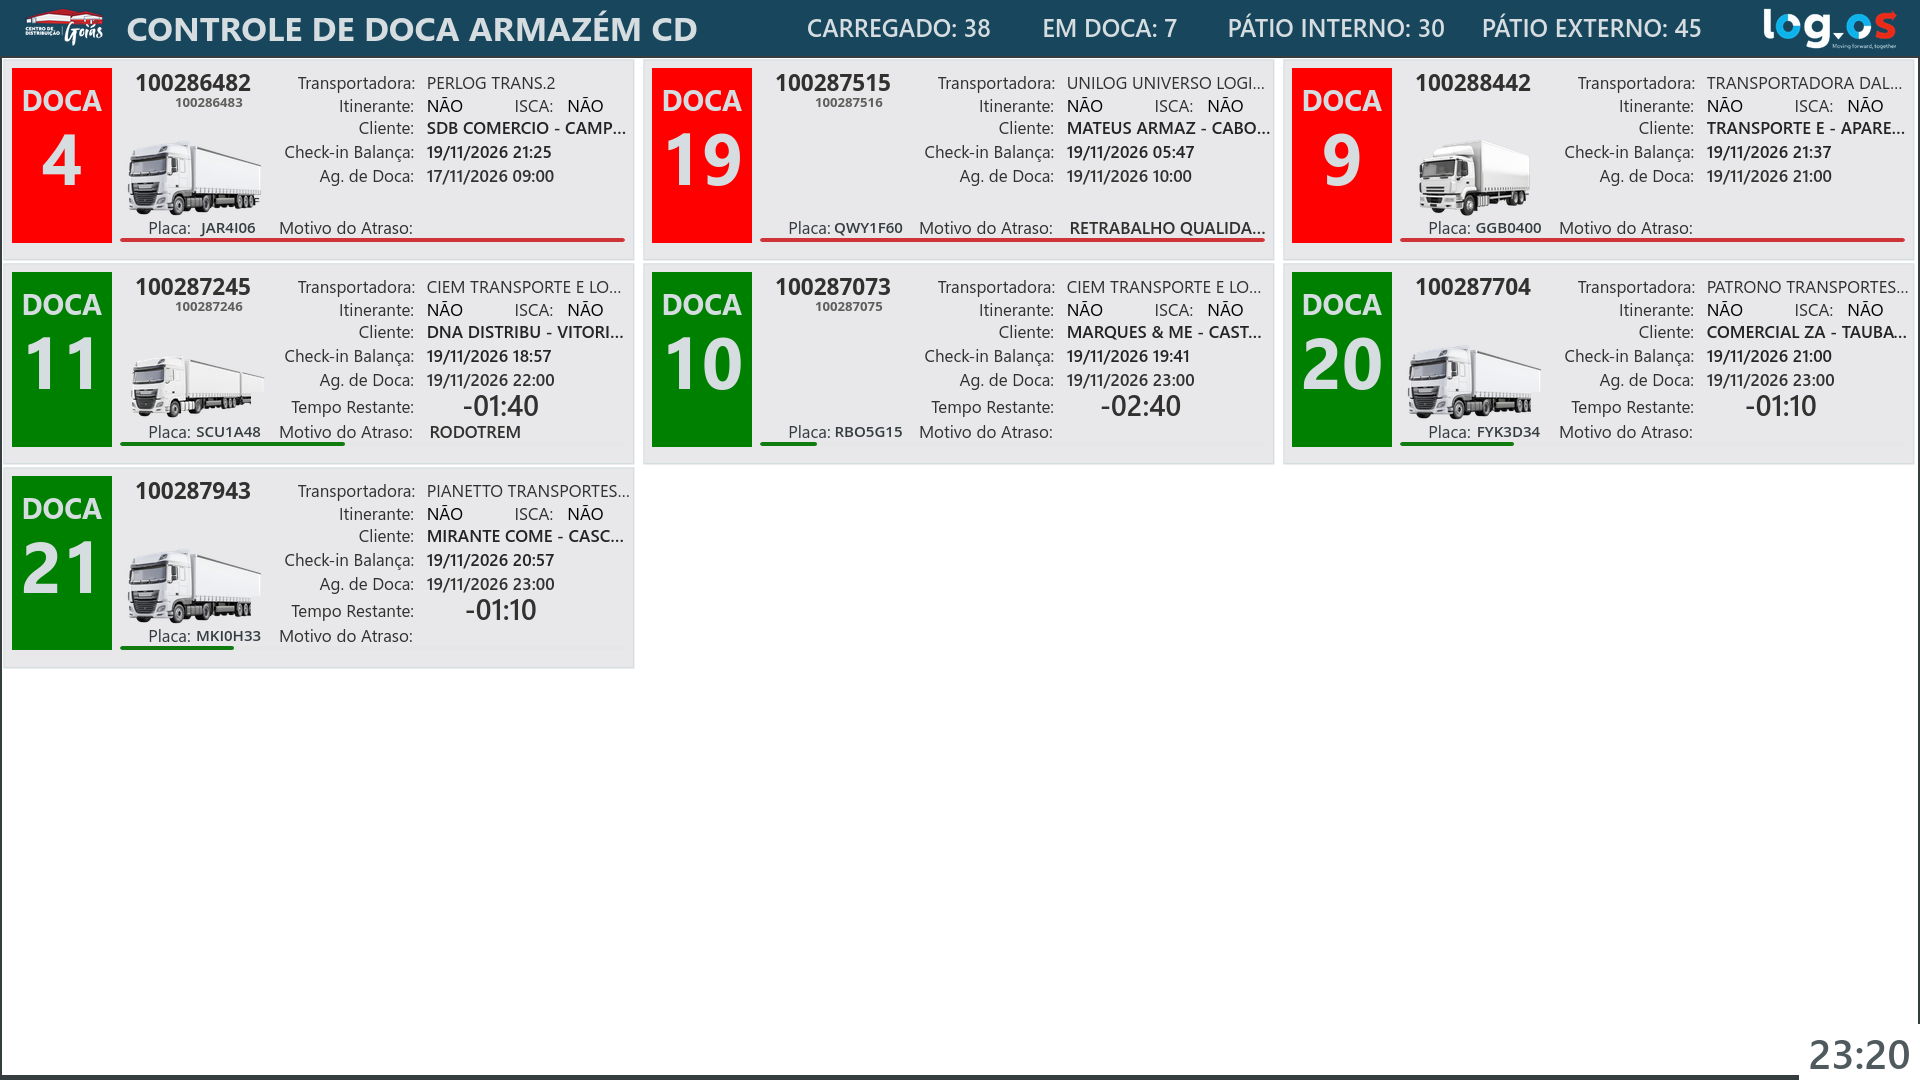 CENTRO DE
DISTRIBUIÇÃO
Goiás
CONTROLE DE DOCA ARMAZÉM CD
CARREGADO: 38
EM DOCA: 7
PÁTIO INTERNO: 30
PÁTIO EXTERNO: 45
log.os
Moving forward, together
DOCA
4
100286482
100286483
Transportadora: PERLOG TRANS.2
Itinerante: NÃO ISCA: NÃO
Cliente: SDB COMERCIO - CAMP...
Check-in Balança: 19/11/2026 21:25
Ag. de Doca: 17/11/2026 09:00
Placa: JAR4I06 Motivo do Atraso:
DOCA
19
100287515
100287516
Transportadora: UNILOG UNIVERSO LOGI...
Itinerante: NÃO ISCA: NÃO
Cliente: MATEUS ARMAZ - CABO...
Check-in Balança: 19/11/2026 05:47
Ag. de Doca: 19/11/2026 10:00
Placa: QWY1F60 Motivo do Atraso: RETRABALHO QUALIDA...
DOCA
9
100288442
Transportadora: TRANSPORTADORA DAL...
Itinerante: NÃO ISCA: NÃO
Cliente: TRANSPORTE E - APARE...
Check-in Balança: 19/11/2026 21:37
Ag. de Doca: 19/11/2026 21:00
Placa: GGB0400 Motivo do Atraso:
DOCA
11
100287245
100287246
Transportadora: CIEM TRANSPORTE E LO...
Itinerante: NÃO ISCA: NÃO
Cliente: DNA DISTRIBU - VITORI...
Check-in Balança: 19/11/2026 18:57
Ag. de Doca: 19/11/2026 22:00
Tempo Restante: -01:40
Placa: SCU1A48 Motivo do Atraso: RODOTREM
DOCA
10
100287073
100287075
Transportadora: CIEM TRANSPORTE E LO...
Itinerante: NÃO ISCA: NÃO
Cliente: MARQUES & ME - CAST...
Check-in Balança: 19/11/2026 19:41
Ag. de Doca: 19/11/2026 23:00
Tempo Restante: -02:40
Placa: RBO5G15 Motivo do Atraso:
DOCA
20
100287704
Transportadora: PATRONO TRANSPORTES...
Itinerante: NÃO ISCA: NÃO
Cliente: COMERCIAL ZA - TAUBA...
Check-in Balança: 19/11/2026 21:00
Ag. de Doca: 19/11/2026 23:00
Tempo Restante: -01:10
Placa: FYK3D34 Motivo do Atraso:
DOCA
21
100287943
Transportadora: PIANETTO TRANSPORTES...
Itinerante: NÃO ISCA: NÃO
Cliente: MIRANTE COME - CASC...
Check-in Balança: 19/11/2026 20:57
Ag. de Doca: 19/11/2026 23:00
Tempo Restante: -01:10
Placa: MKI0H33 Motivo do Atraso:
23:20